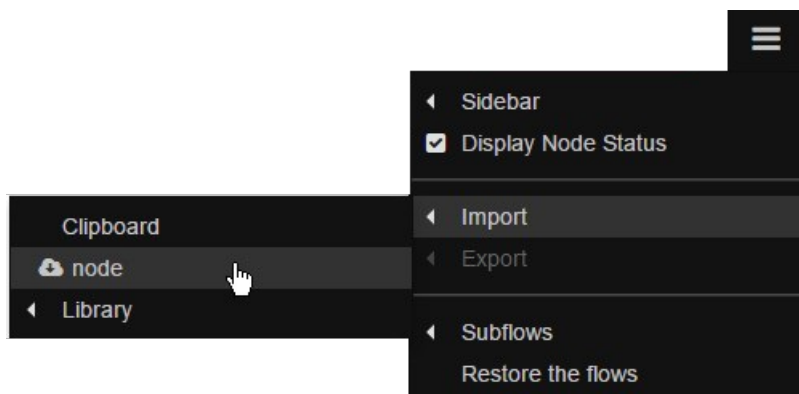 Sidebar
Display Node Status
Import
Export
Clipboard
node
Library
Subflows
Restore the flows